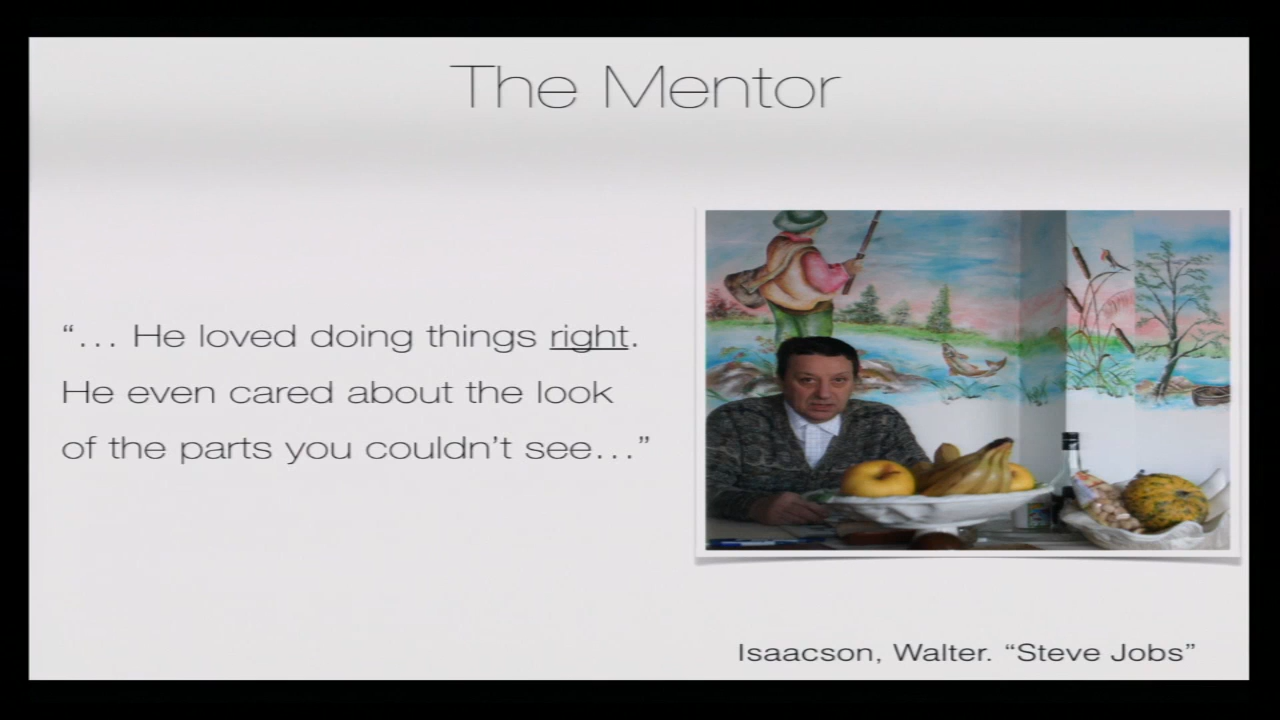 The Mentor
“... He loved doing things right.
He even cared about the look
of the parts you couldn’t see...”
Isaacson, Walter. “Steve Jobs”